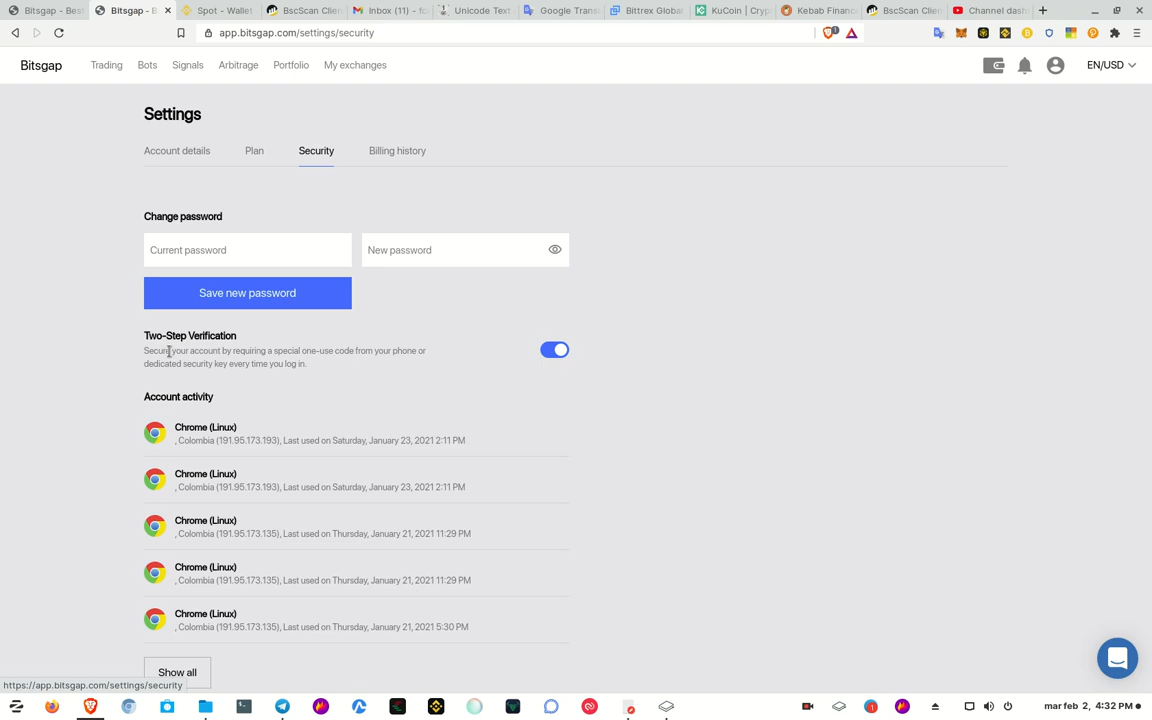 Bitsgap - Bes
Bitsgap - B
Spot - Wallet
BscScan Clien
BscScan Clien
Inbox (11) - fc
Unicode Text
Google Trans
Bittrex Global
KuCoin | Cryp
Kebab Financ
BscScan Clien
Channel dash
app.bitsgap.com/settings/security
1
Bitsgap
Trading
Bots
Signals
Arbitrage
Portfolio
My exchanges
EN/USD
Settings
Account details
Plan
Security
Billing history
Change password
Current password
New password
Save new password
Two-Step Verification
Secure your account by requiring a special one-use code from your phone or
dedicated security key every time you log in.
Account activity
Chrome (Linux)
, Colombia (191.95.173.193), Last used on Saturday, January 23, 2021 2:11 PM
Chrome (Linux)
, Colombia (191.95.173.193), Last used on Saturday, January 23, 2021 2:11 PM
Chrome (Linux)
, Colombia (191.95.173.135), Last used on Thursday, January 21, 2021 11:29 PM
Chrome (Linux)
, Colombia (191.95.173.135), Last used on Thursday, January 21, 2021 11:29 PM
Chrome (Linux)
, Colombia (191.95.173.135), Last used on Thursday, January 21, 2021 5:30 PM
Show all
https://app.bitsgap.com/settings/security
1
mar feb 2, 4:32 PM